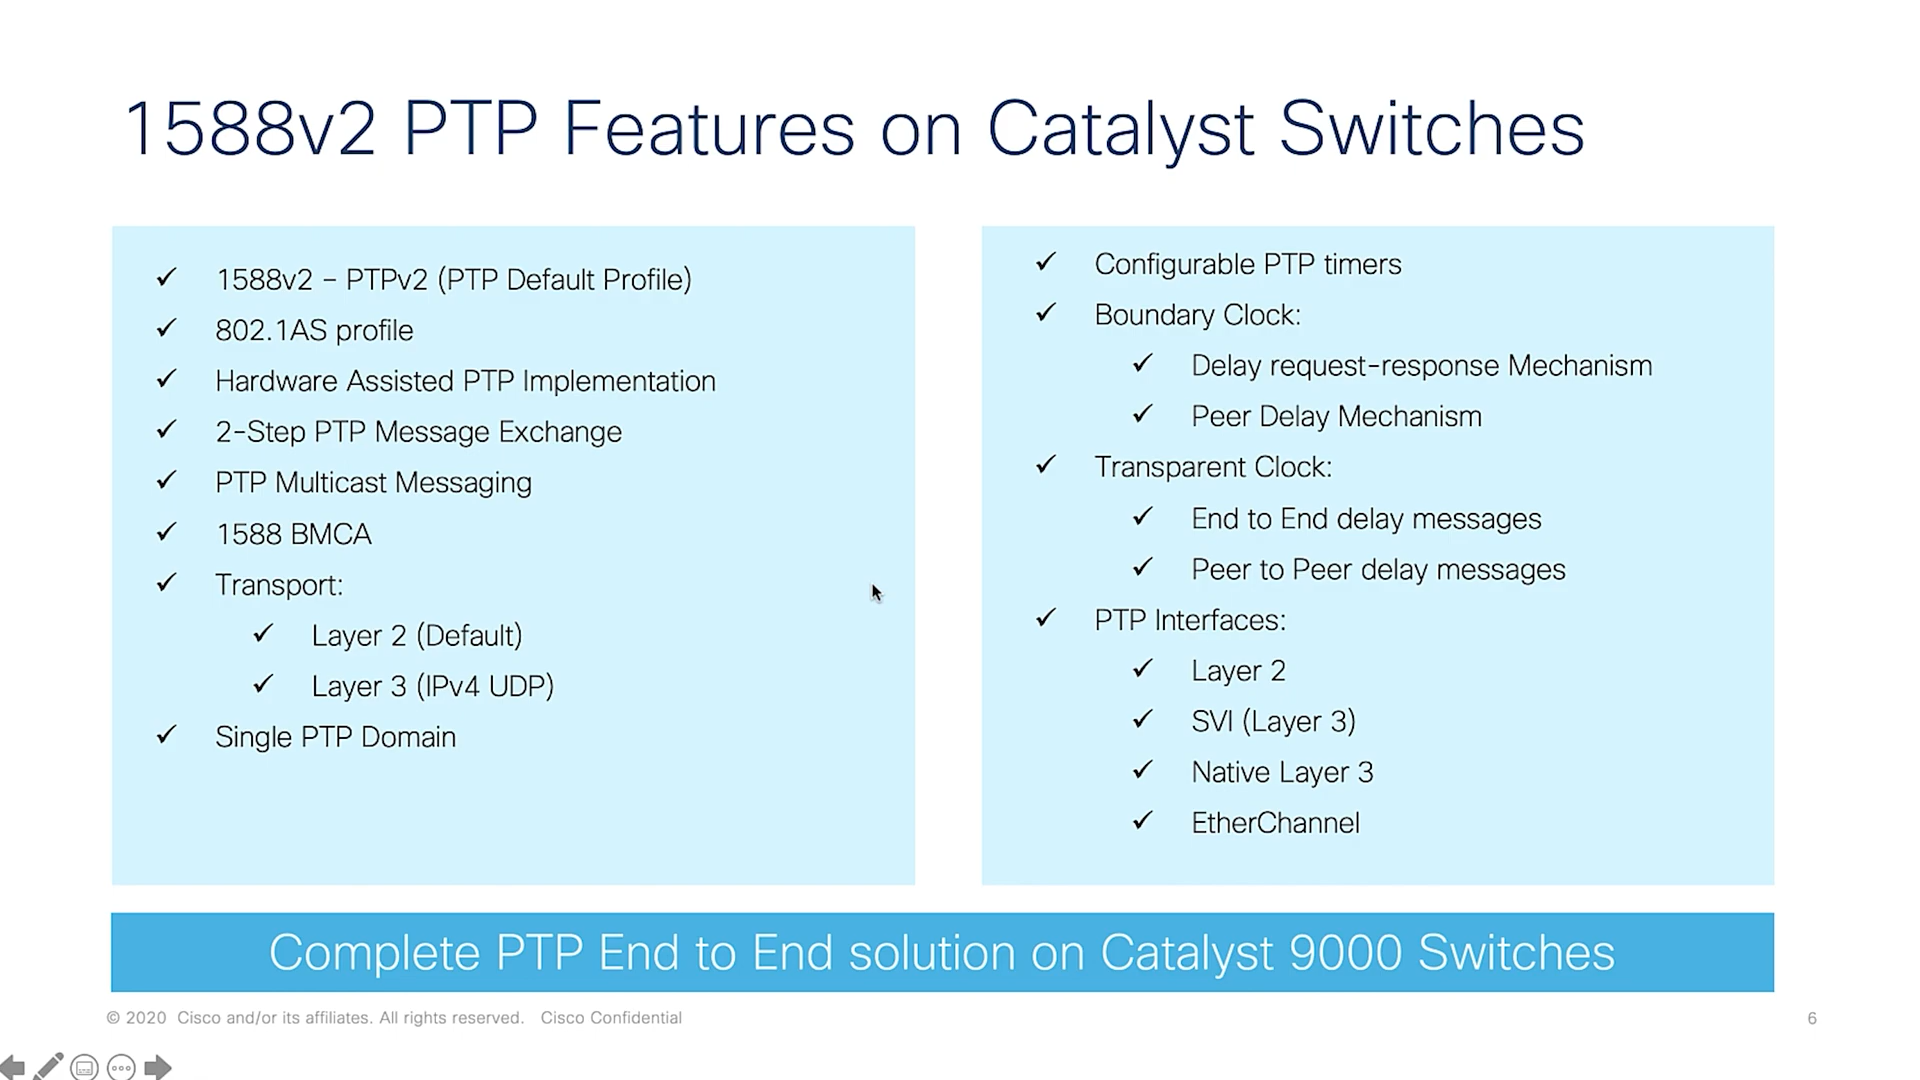 1588v2 PTP Features on Catalyst Switches
1588v2 – PTPv2 (PTP Default Profile)
802.1AS profile
Hardware Assisted PTP Implementation
2-Step PTP Message Exchange
PTP Multicast Messaging
1588 BMCA
Transport:
Layer 2 (Default)
Layer 3 (IPv4 UDP)
Single PTP Domain
Configurable PTP timers
Boundary Clock:
Delay request-response Mechanism
Peer Delay Mechanism
Transparent Clock:
End to End delay messages
Peer to Peer delay messages
PTP Interfaces:
Layer 2
SVI (Layer 3)
Native Layer 3
EtherChannel
Complete PTP End to End solution on Catalyst 9000 Switches
© 2020 Cisco and/or its affiliates. All rights reserved. Cisco Confidential
6